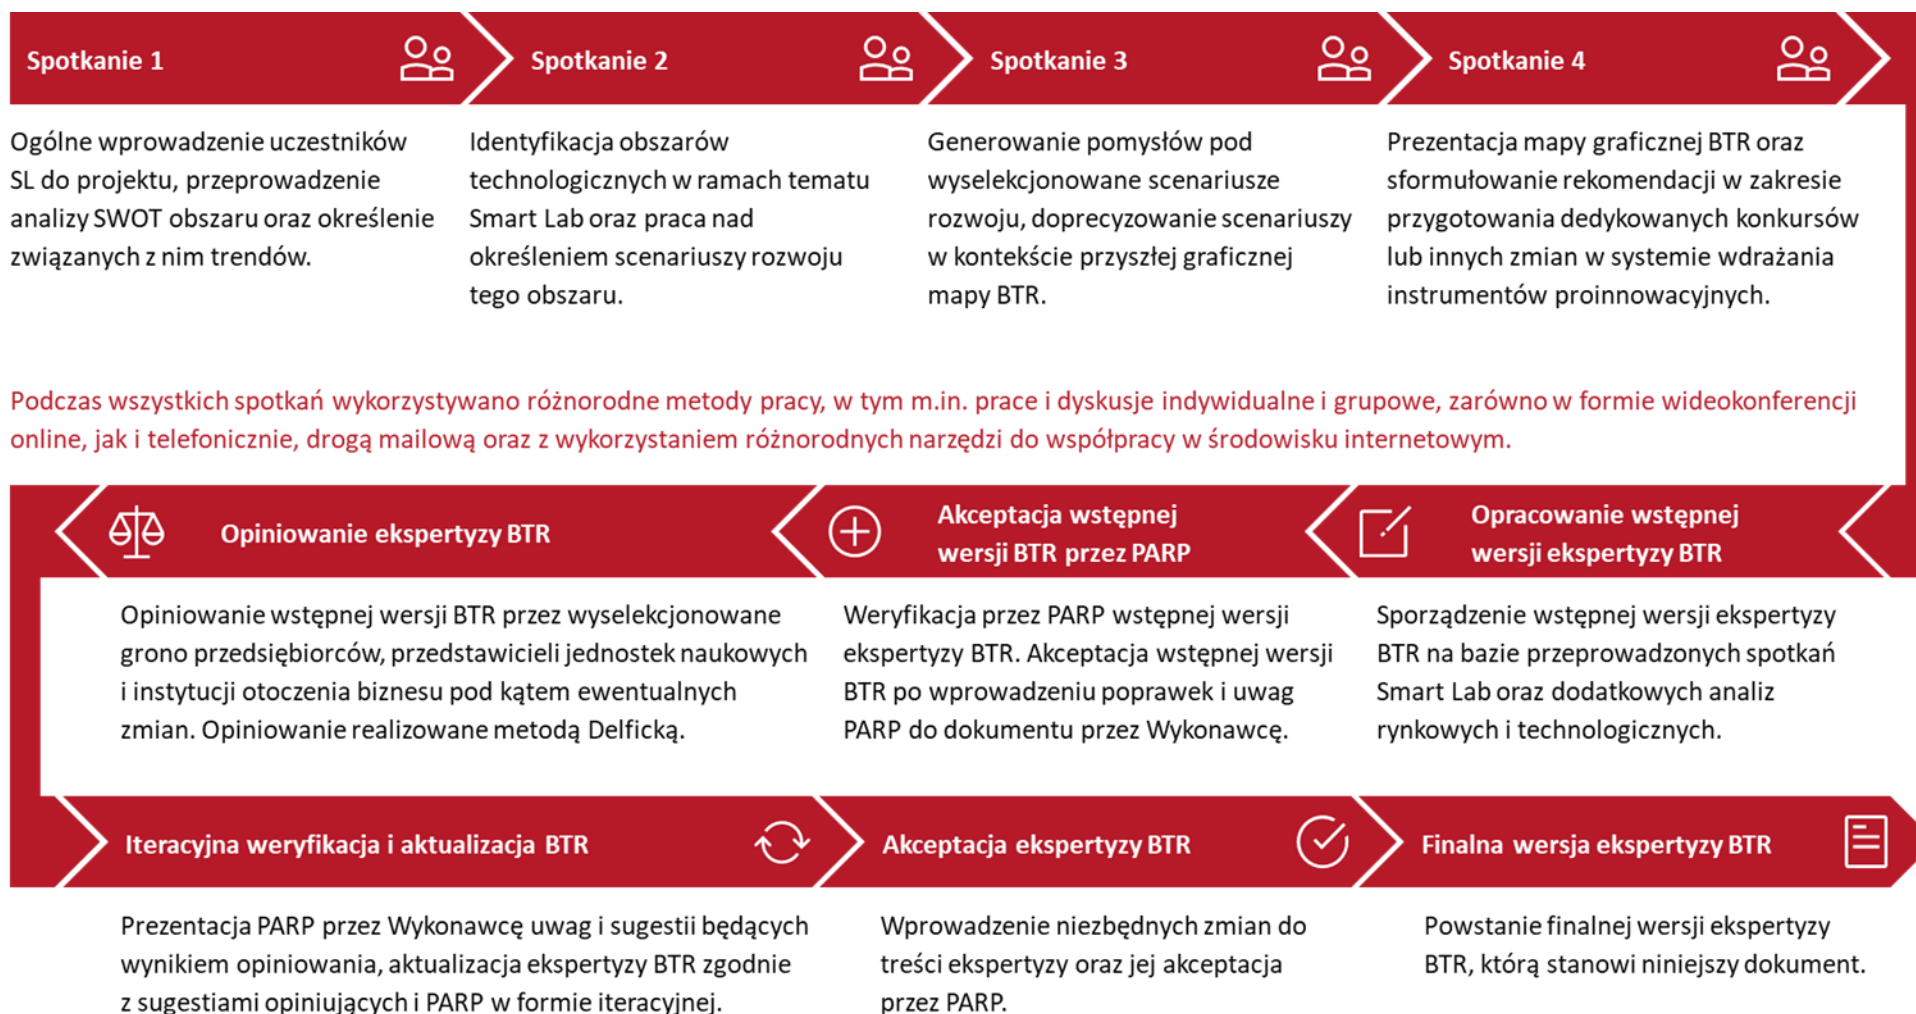 Spotkanie 1
Ogólne wprowadzenie uczestników
SL do projektu, przeprowadzenie
analizy SWOT obszaru oraz określenie
związanych z nim trendów.
Spotkanie 2
Identyfikacja obszarów
technologicznych w ramach tematu
Smart Lab oraz praca nad
określeniem scenariuszy rozwoju
tego obszaru.
Spotkanie 3
Generowanie pomysłów pod
wyselekcjonowane scenariusze
rozwoju, doprecyzowanie scenariuszy
w kontekście przyszłej graficznej
mapy BTR.
Spotkanie 4
Prezentacja mapy graficznej BTR oraz
sformułowanie rekomendacji w zakresie
przygotowania dedykowanych konkursów
lub innych zmian w systemie wdrażania
instrumentów proinnowacyjnych.
Podczas wszystkich spotkań wykorzystywano różnorodne metody pracy, w tym m.in. prace i dyskusje indywidualne i grupowe, zarówno w formie wideokonferencji
online, jak i telefonicznie, drogą mailową oraz z wykorzystaniem różnorodnych narzędzi do współpracy w środowisku internetowym.
Opracowanie wstępnej
wersji ekspertyzy BTR
Sporządzenie wstępnej wersji ekspertyzy
BTR na bazie przeprowadzonych spotkań
Smart Lab oraz dodatkowych analiz
rynkowych i technologicznych.
Akceptacja wstępnej
wersji BTR przez PARP
Weryfikacja przez PARP wstępnej wersji
ekspertyzy BTR. Akceptacja wstępnej wersji
BTR po wprowadzeniu poprawek i uwag
PARP do dokumentu przez Wykonawcę.
Opiniowanie ekspertyzy BTR
Opiniowanie wstępnej wersji BTR przez wyselekcjonowane
grono przedsiębiorców, przedstawicieli jednostek naukowych
i instytucji otoczenia biznesu pod kątem ewentualnych
zmian. Opiniowanie realizowane metodą Delficką.
Iteracyjna weryfikacja i aktualizacja BTR
Prezentacja PARP przez Wykonawcę uwag i sugestii będących
wynikiem opiniowania, aktualizacja ekspertyzy BTR zgodnie
z sugestiami opiniujących i PARP w formie iteracyjnej.
Akceptacja ekspertyzy BTR
Wprowadzenie niezbędnych zmian do
treści ekspertyzy oraz jej akceptacja
przez PARP.
Finalna wersja ekspertyzy BTR
Powstanie finalnej wersji ekspertyzy
BTR, którą stanowi niniejszy dokument.